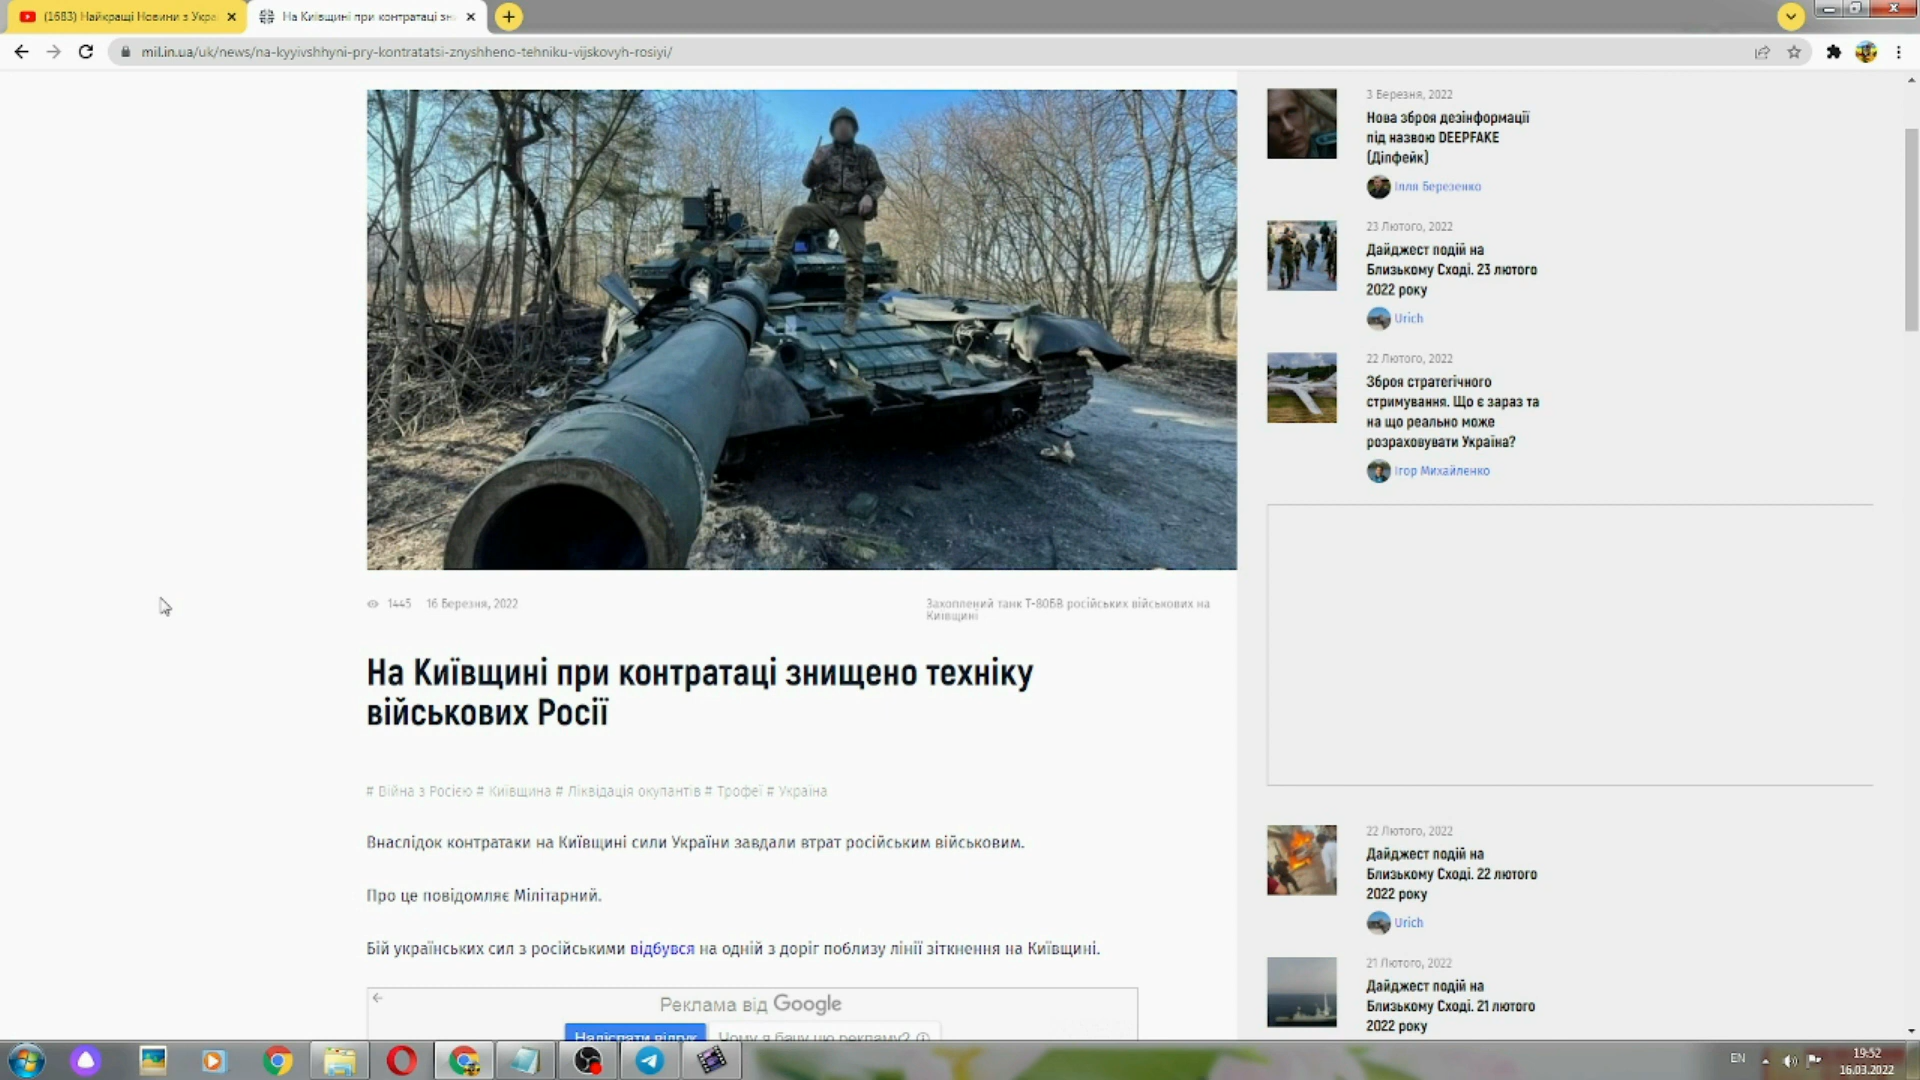 (1683) Найкращі Новини з Укра
На Київщині при контратаці зн
mil.in.ua/uk/news/na-kyyivshhyni-pry-kontratatsi-znyshheno-tehniku-vijskovyh-rosiyi/
1445 16 Березня, 2022
Захоплений танк Т-80БВ російських військових на
Київщині
На Київщині при контратаці знищено техніку
військових Росії
# Війна з Росією # Київщина # Ліквідація окупантів # Трофеї # Україна
Внаслідок контратаки на Київщині сили України завдали втрат російським військовим.
Про це повідомляє Мілітарний.
Бій українських сил з російськими відбувся на одній з доріг поблизу лінії зіткнення на Київщині.
Реклама від Google
Надіслати відгук
Чому я бачу цю рекламу?
3 Березня, 2022
Нова зброя дезінформації
під назвою DEEPFAKE
(Діпфейк)
Ілля Березенко
23 Лютого, 2022
Дайджест подій на
Близькому Сході. 23 лютого
2022 року
Urich
22 Лютого, 2022
Зброя стратегічного
стримування. Що є зараз та
на що реально може
розраховувати Україна?
Ігор Михайленко
22 Лютого, 2022
Дайджест подій на
Близькому Сході. 22 лютого
2022 року
Urich
21 Лютого, 2022
Дайджест подій на
Близькому Сході. 21 лютого
2022 року
EN
19:52
16.03.2022